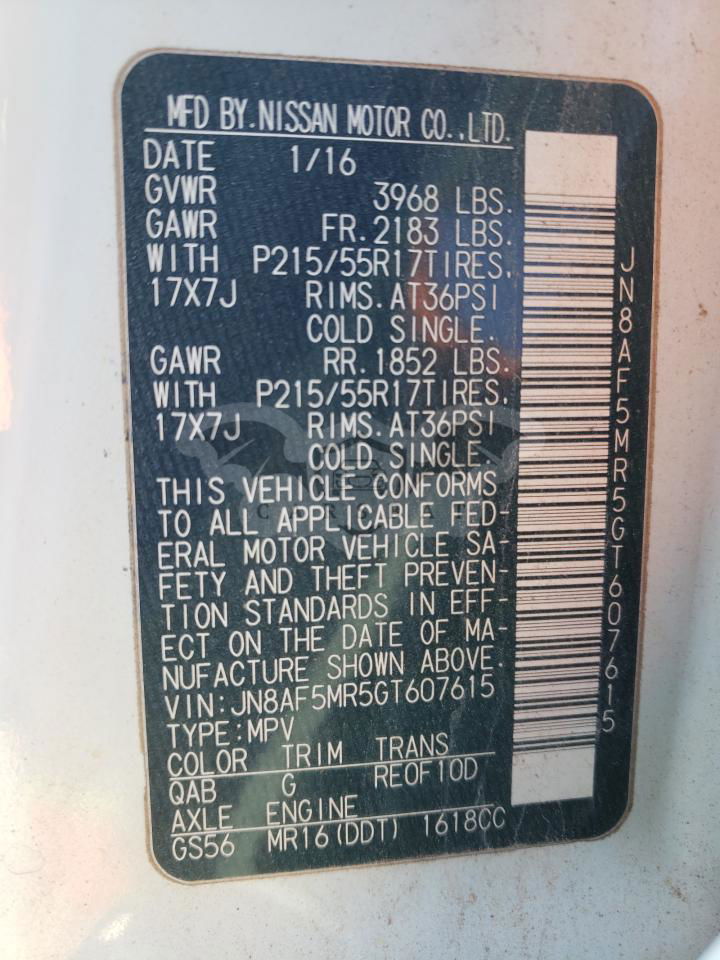 MFD BY.NISSAN MOTOR CO.,LTD.
DATE 1/16
GVWR 3968 LBS.
GAWR FR.2183 LBS.
WITH P215/55R17TIRES.
17X7J RIMS.AT36PSI
COLD SINGLE.
GAWR RR.1852 LBS.
WITH P215/55R17TIRES.
17X7J RIMS.AT36PSI
COLD SINGLE.
THIS VEHICLE CONFORMS
TO ALL APPLICABLE FED-
ERAL MOTOR VEHICLE SA-
FETY AND THEFT PREVEN-
TION STANDARDS IN EFF-
ECT ON THE DATE OF MA-
NUFACTURE SHOWN ABOVE.
VIN:JN8AF5MR5GT607615
TYPE:MPV
COLOR TRIM TRANS
QAB G RE0F10D
AXLE ENGINE
GS56 MR16(DDT) 1618CC
JN8AF5MR5GT607615